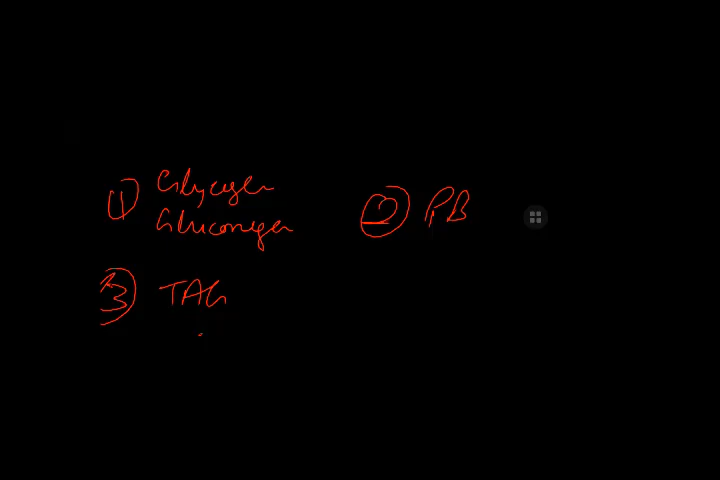 ① Glycogen
Gluconeogen
② PB
③ TAG